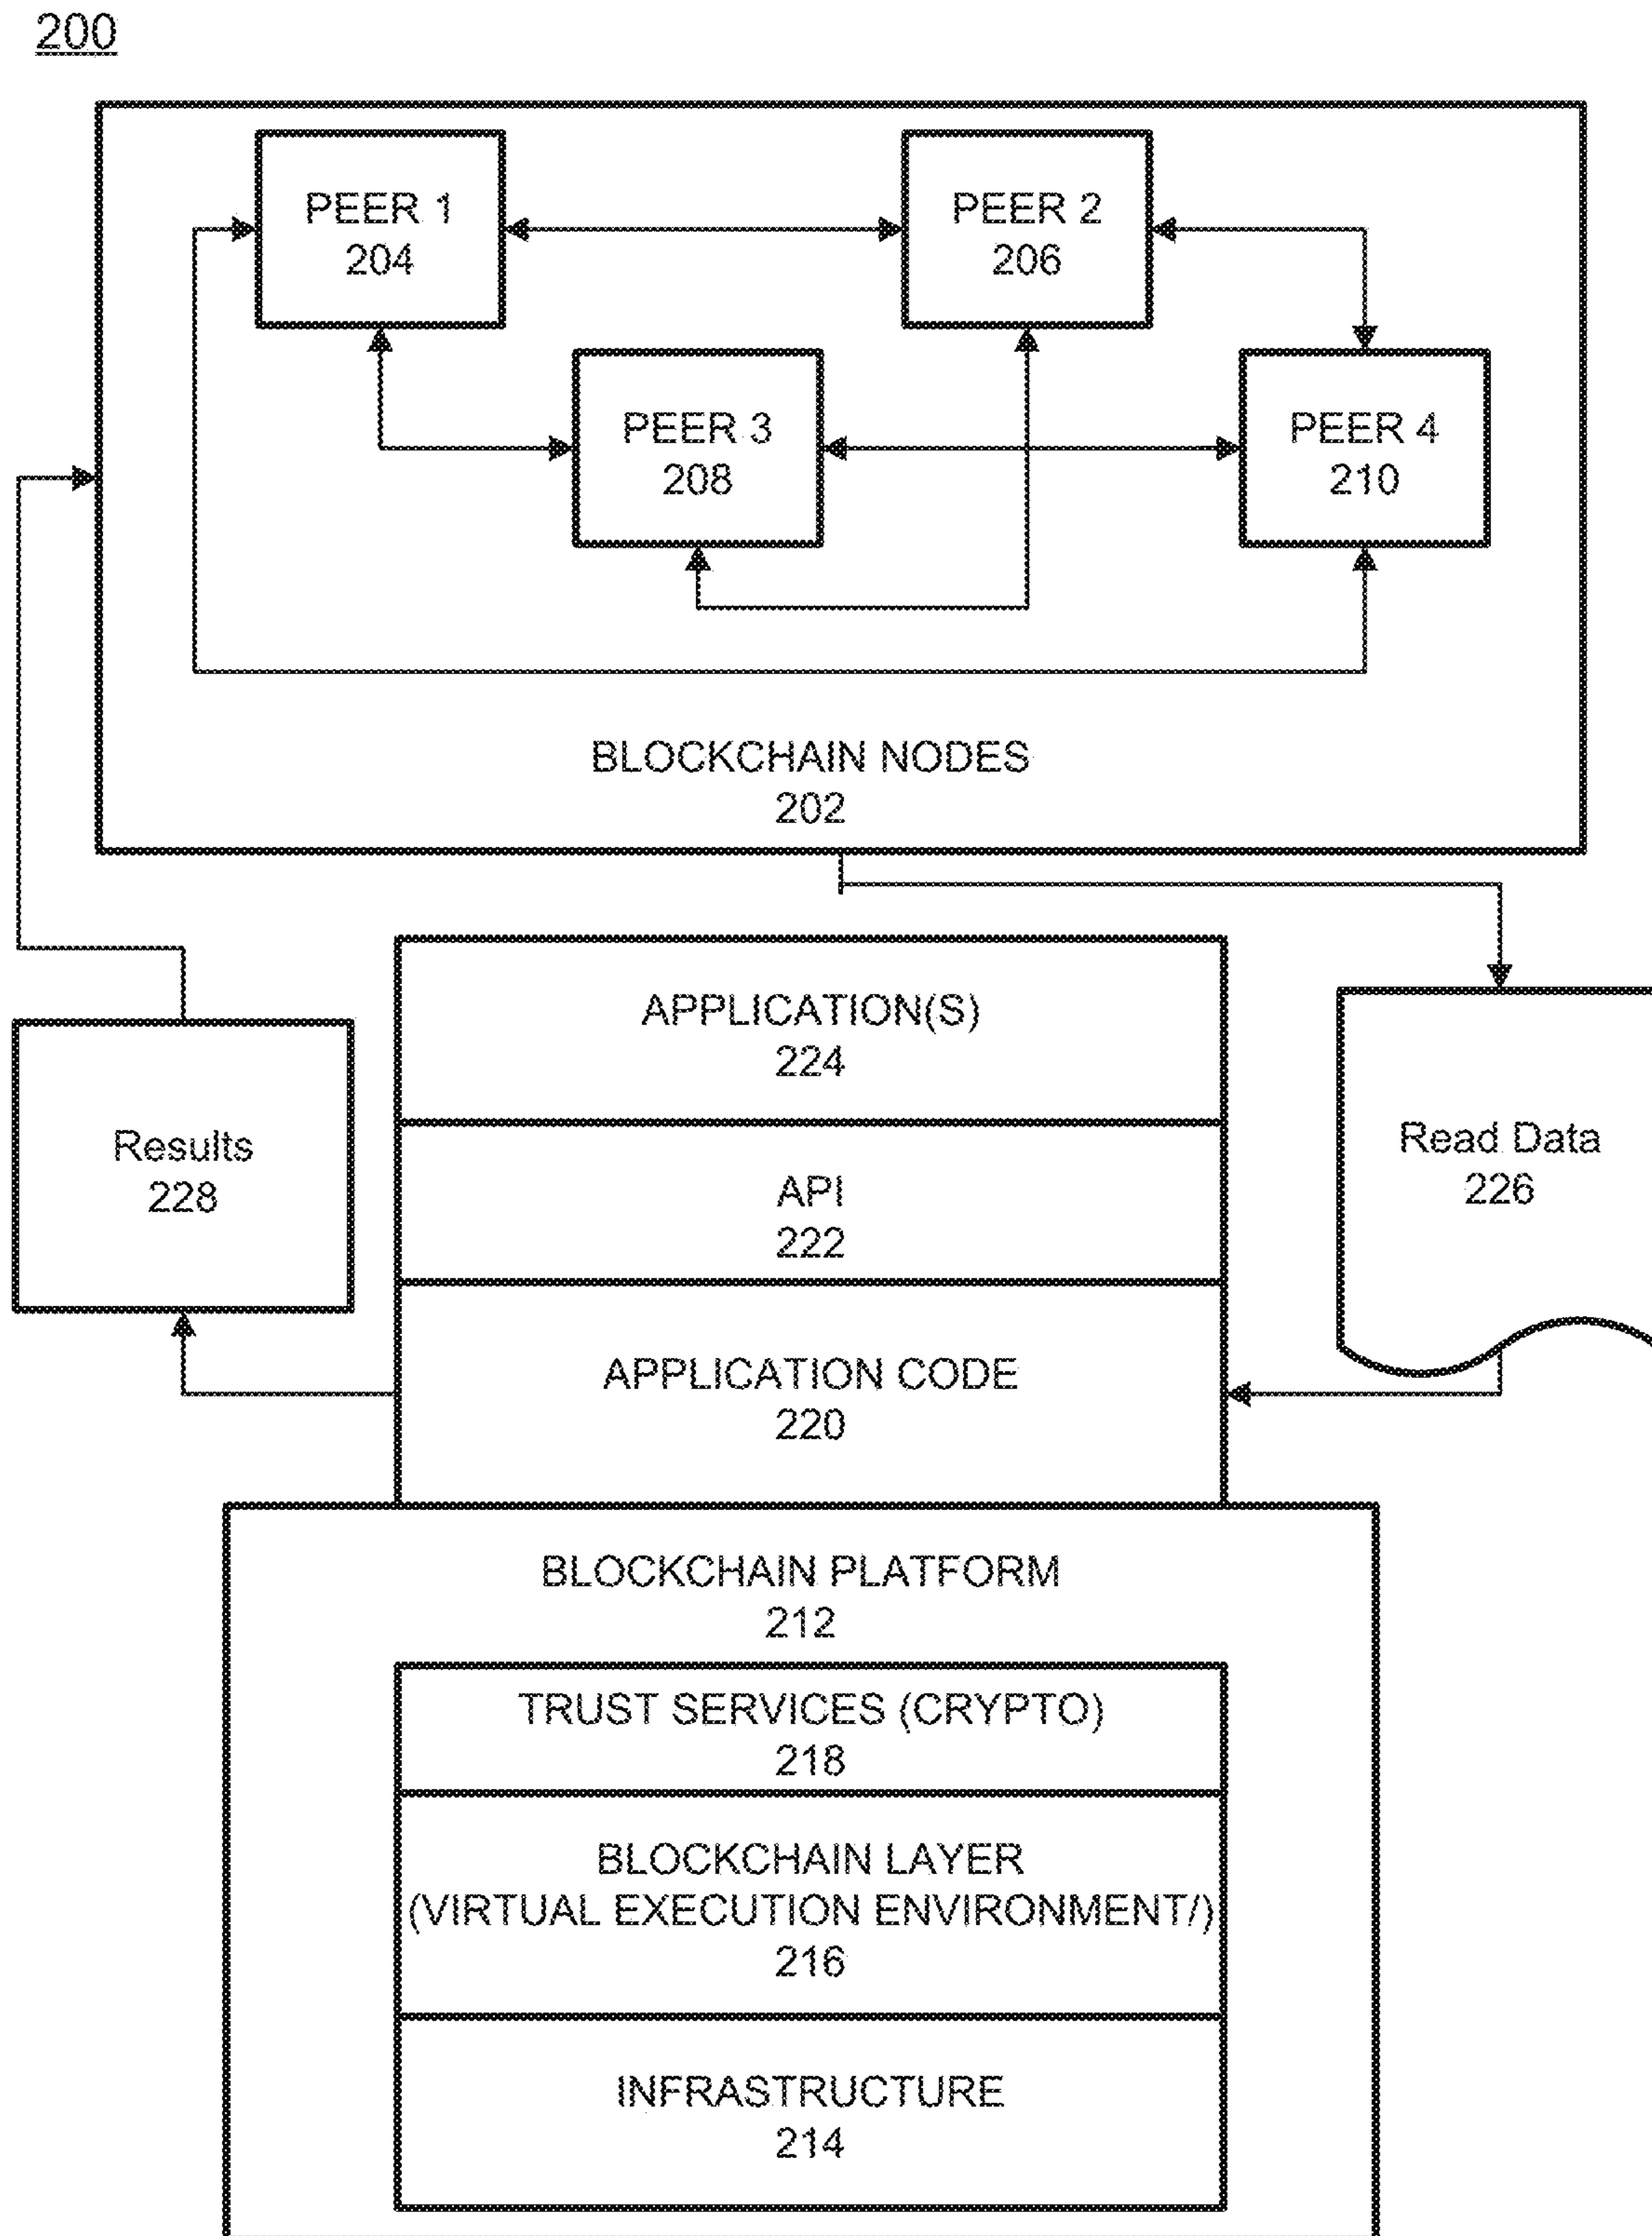 200
PEER 1
204
PEER 2
206
PEER 3
208
PEER 4
210
BLOCKCHAIN NODES
202
APPLICATION(S)
224
Results
228
API
222
Read Data
226
APPLICATION CODE
220
BLOCKCHAIN PLATFORM
212
TRUST SERVICES (CRYPTO)
218
BLOCKCHAIN LAYER
(VIRTUAL EXECUTION ENVIRONMENT/)
216
INFRASTRUCTURE
214